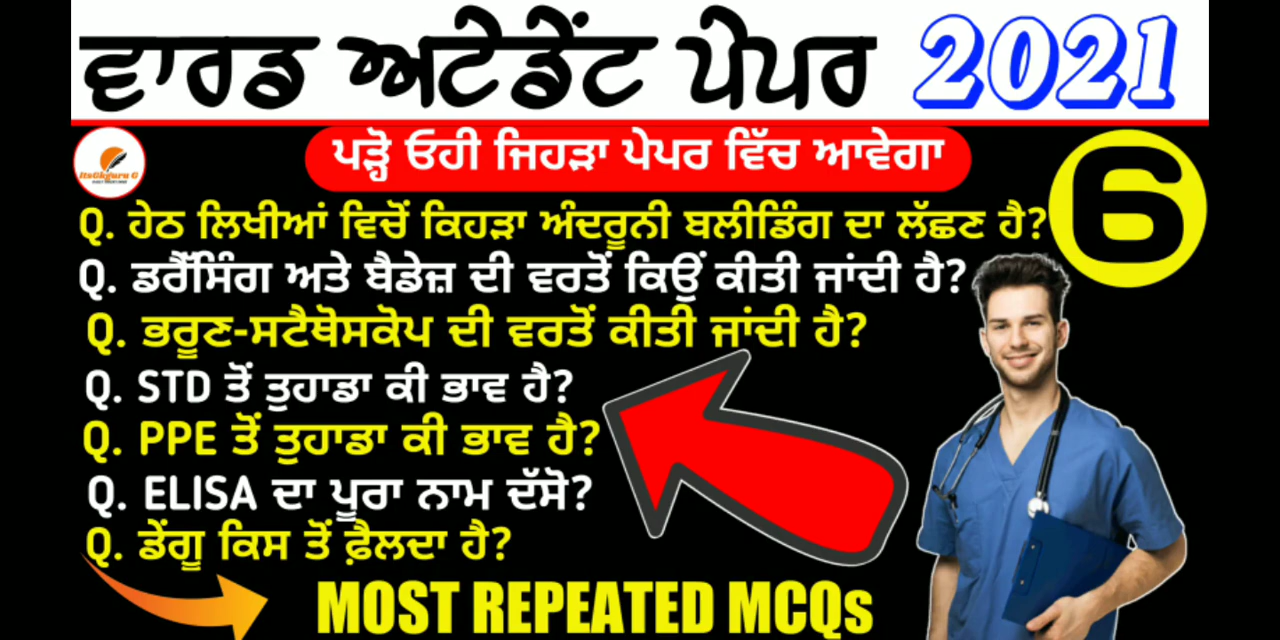 ਵਾਰਡ ਅਟੇਡੇਂਟ ਪੇਪਰ 2021
ਪੜ੍ਹੋ ਓਹੀ ਜਿਹੜਾ ਪੇਪਰ ਵਿੱਚ ਆਵੇਗਾ
6
ItsGkguru G
Q. ਹੇਠ ਲਿਖੀਆਂ ਵਿਚੋਂ ਕਿਹੜਾ ਅੰਦਰੂਨੀ ਬਲੀਡਿੰਗ ਦਾ ਲੱਛਣ ਹੈ?
Q. ਡਰੈੱਸਿੰਗ ਅਤੇ ਬੈਡੇਜ਼ ਦੀ ਵਰਤੋਂ ਕਿਉਂ ਕੀਤੀ ਜਾਂਦੀ ਹੈ?
Q. ਭਰੂਣ-ਸਟੈਥੋਸਕੋਪ ਦੀ ਵਰਤੋਂ ਕੀਤੀ ਜਾਂਦੀ ਹੈ?
Q. STD ਤੋਂ ਤੁਹਾਡਾ ਕੀ ਭਾਵ ਹੈ?
Q. PPE ਤੋਂ ਤੁਹਾਡਾ ਕੀ ਭਾਵ ਹੈ?
Q. ELISA ਦਾ ਪੂਰਾ ਨਾਮ ਦੱਸੋ?
Q. ਡੇਂਗੂ ਕਿਸ ਤੋਂ ਫ਼ੈਲਦਾ ਹੈ?
MOST REPEATED MCQs